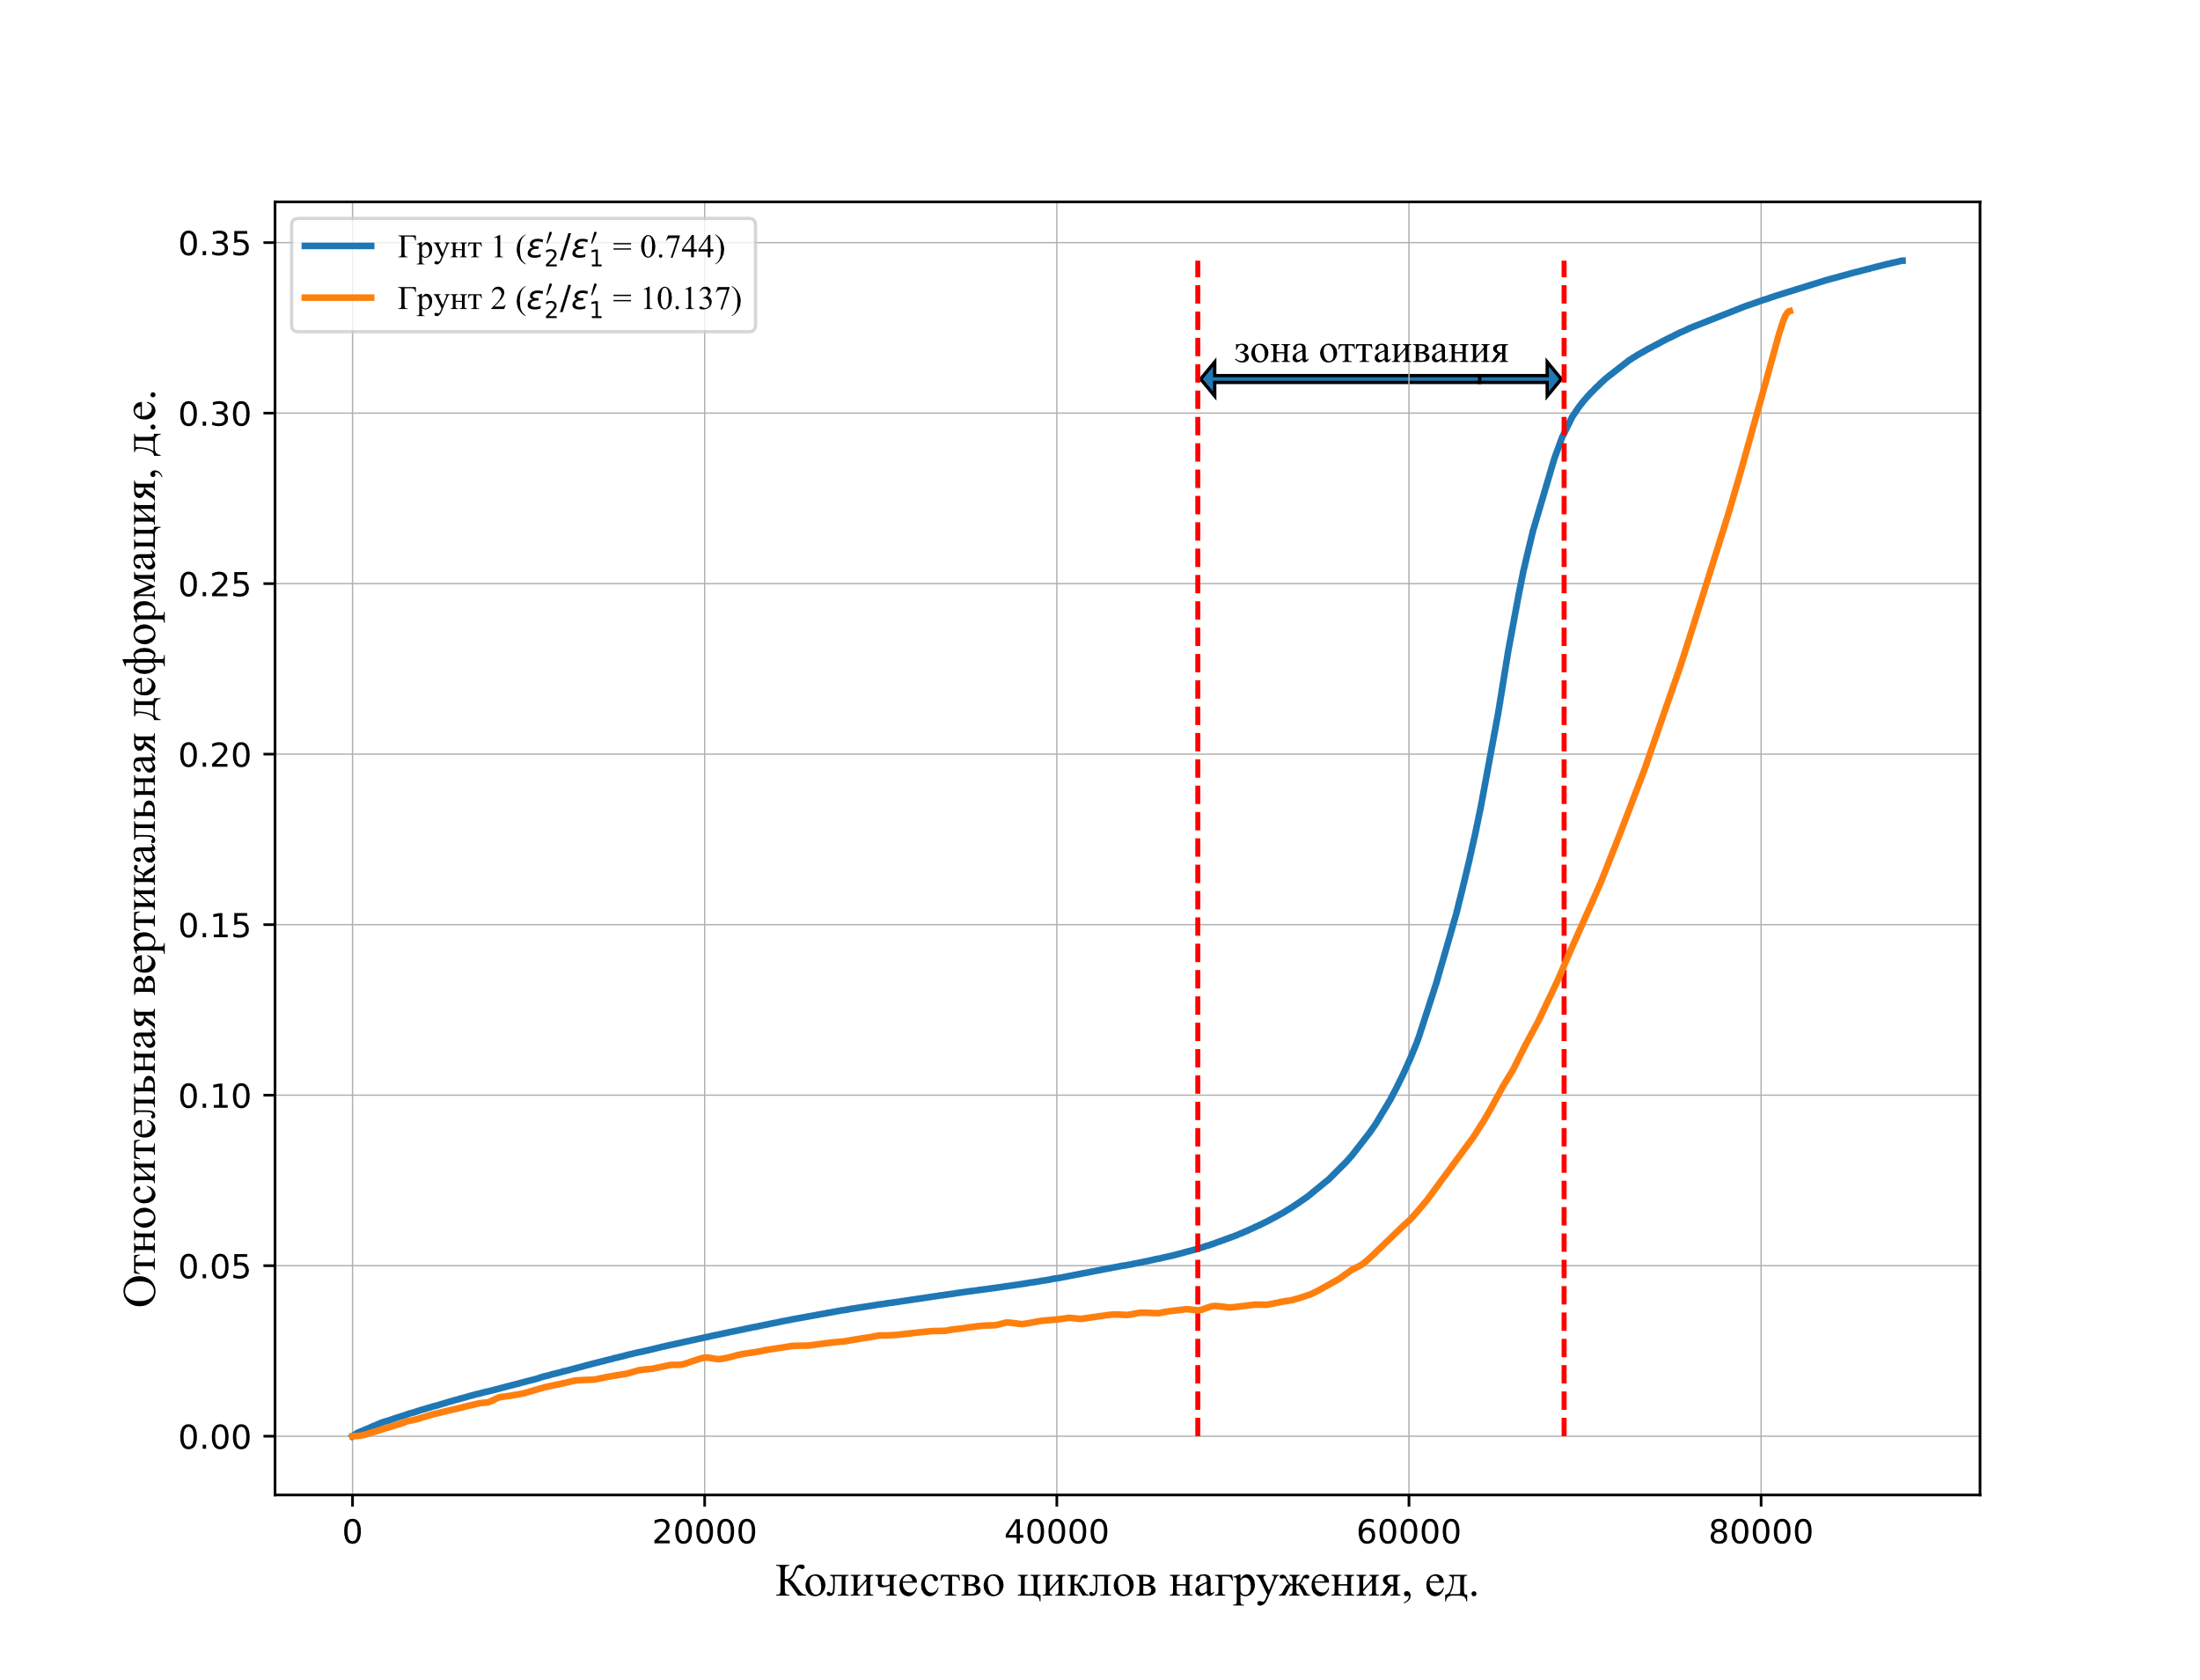 Грунт 1 (ε′₂/ε′₁ = 0.744)
Грунт 2 (ε′₂/ε′₁ = 10.137)
зона оттаивания
Относительная вертикальная деформация, д.е.
0.35
0.30
0.25
0.20
0.15
0.10
0.05
0.00
0 20000 40000 60000 80000
Количество циклов нагружения, ед.